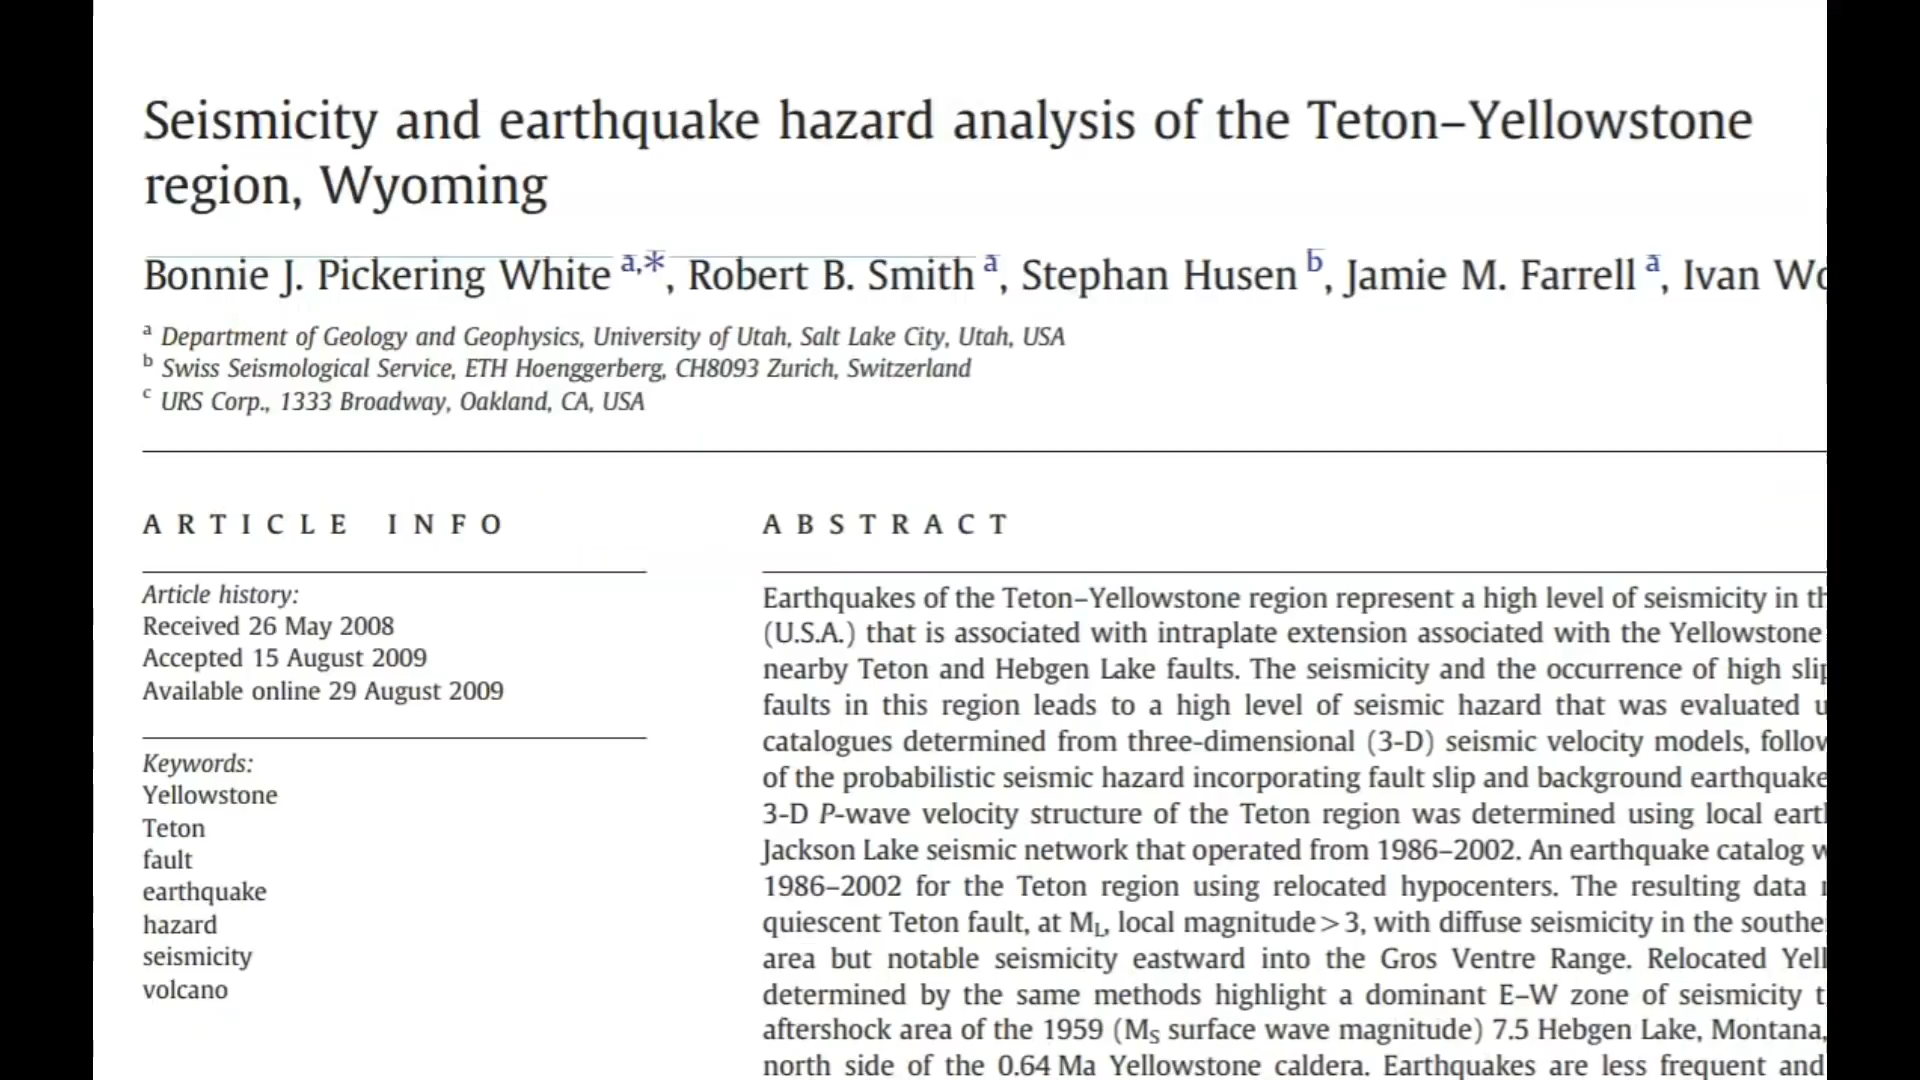 Seismicity and earthquake hazard analysis of the Teton–Yellowstone
region, Wyoming
Bonnie J. Pickering White a,*, Robert B. Smith a, Stephan Husen b, Jamie M. Farrell a, Ivan
a Department of Geology and Geophysics, University of Utah, Salt Lake City, Utah, USA
b Swiss Seismological Service, ETH Hoenggerberg, CH8093 Zurich, Switzerland
c URS Corp., 1333 Broadway, Oakland, CA, USA
ARTICLE INFO
Article history:
Received 26 May 2008
Accepted 15 August 2009
Available online 29 August 2009
Keywords:
Yellowstone
Teton
fault
earthquake
hazard
seismicity
volcano
ABSTRACT
Earthquakes of the Teton–Yellowstone region represent a high level of seismicity in
(U.S.A.) that is associated with intraplate extension associated with the Yellowstone
nearby Teton and Hebgen Lake faults. The seismicity and the occurrence of high
faults in this region leads to a high level of seismic hazard that was evaluated
catalogues determined from three-dimensional (3-D) seismic velocity models,
of the probabilistic seismic hazard incorporating fault slip and background earthquake
3-D P-wave velocity structure of the Teton region was determined using local
Jackson Lake seismic network that operated from 1986–2002. An earthquake catalog
1986–2002 for the Teton region using relocated hypocenters. The resulting data
quiescent Teton fault, at ML, local magnitude > 3, with diffuse seismicity in the
area but notable seismicity eastward into the Gros Ventre Range. Relocated
determined by the same methods highlight a dominant E–W zone of seismicity
aftershock area of the 1959 (MS surface wave magnitude) 7.5 Hebgen Lake, Montana,
north side of the 0.64 Ma Yellowstone caldera. Earthquakes are less frequent and